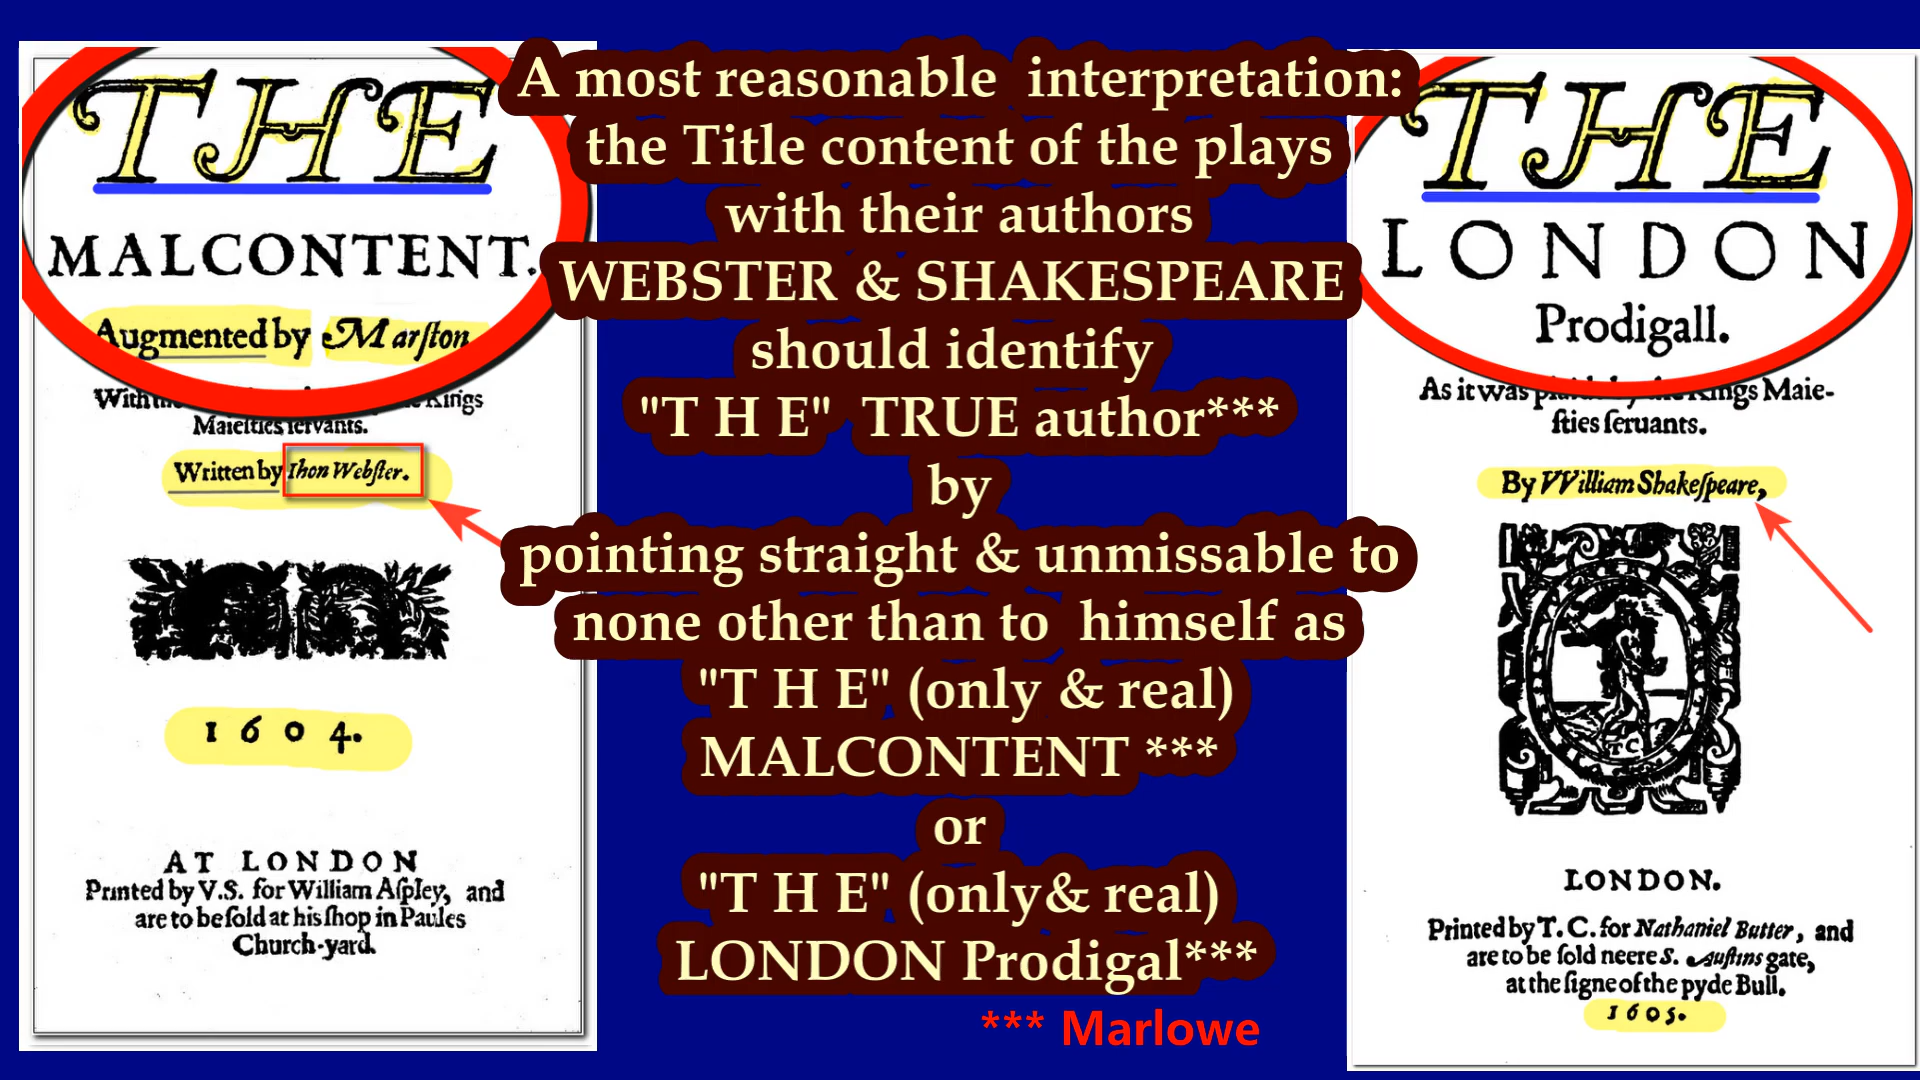 THE
MALCONTENT.
Augmented by Marſton
With Kings
Maieſties ſervants.
Written by Ihon Webſter.
1604.
AT LONDON
Printed by V.S. for William Aſpley, and
are to be ſold at his ſhop in Paules
Church-yard.
A most reasonable interpretation:
the Title content of the plays
with their authors
WEBSTER & SHAKESPEARE
should identify
"T H E" TRUE author***
by
pointing straight & unmissable to
none other than to himself as
"T H E" (only & real)
MALCONTENT ***
or
"T H E" (only& real)
LONDON Prodigal***
*** Marlowe
THE
LONDON
Prodigall.
As it was Kings Maie-
ſties ſeruants.
By VVilliam Shakeſpeare,
TC
LONDON.
Printed by T. C. for Nathaniel Butter, and
are to be ſold neere S. Auſtins gate,
at the ſigne of the pyde Bull.
1605.